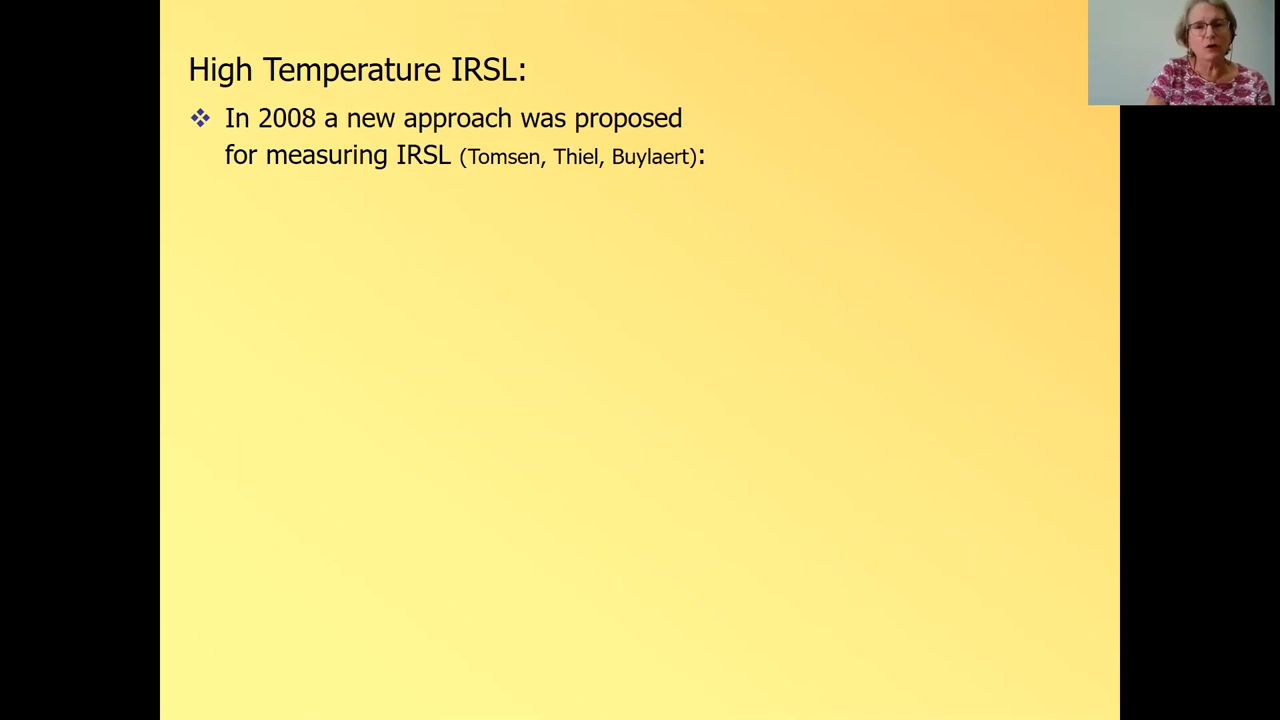 High Temperature IRSL:
In 2008 a new approach was proposed
for measuring IRSL (Tomsen, Thiel, Buylaert):